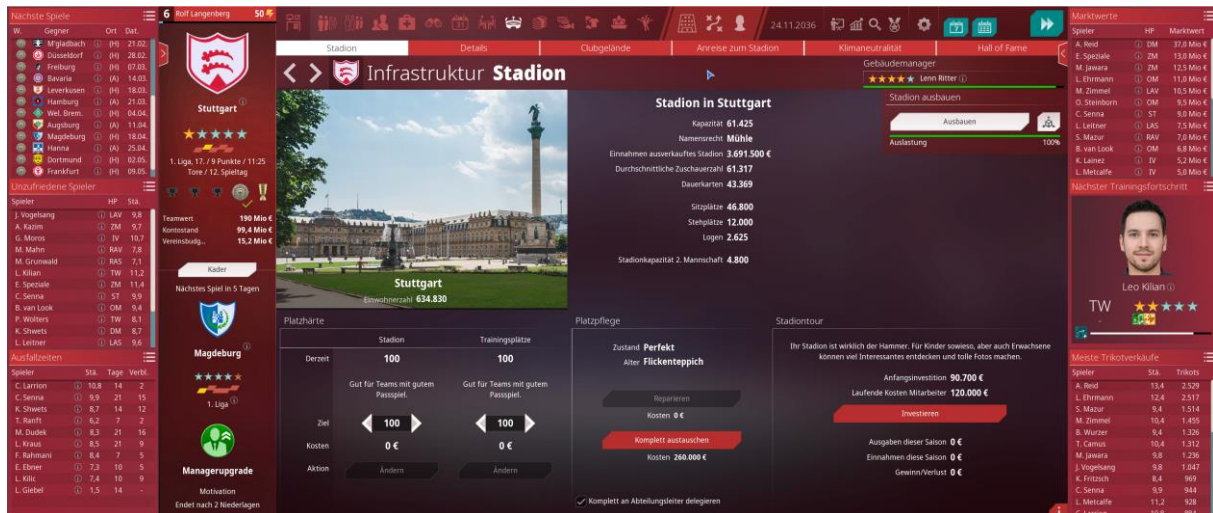 Nächste Spiele
W. Gegner Ort Dat.
M'gladbach (H) 21.02.
Düsseldorf (H) 28.02.
Freiburg (H) 07.03.
Bavaria (A) 14.03.
Leverkusen (H) 18.03.
Hamburg (A) 21.03.
Wel. Brem. (H) 04.04.
Augsburg (A) 11.04.
Magdeburg (H) 18.04.
Hanna (A) 25.04.
Dortmund (H) 02.05.
Frankfurt (H) 09.05.
Unzufriedene Spieler
Spieler HP Stä.
J. Vogelsang LAV 9,8
A. Kazim ZM 9,7
G. Moros IV 10,7
M. Mahn RAV 7,8
M. Grunwald RAS 7,1
L. Kilian TW 11,2
E. Speziale ZM 11,4
C. Senna ST 9,9
B. van Look OM 9,4
P. Wolters TW 8,1
K. Shwets DM 8,7
L. Leitner LAS 9,6
Ausfallzeiten
Spieler Stä. Tage Verbl.
C. Larrion 10,8 14 2
C. Senna 9,9 21 15
K. Shwets 8,7 14 12
T. Ranft 6,2 7 2
M. Dudek 8,3 21 16
L. Kraus 8,5 21 9
F. Rahmani 8,4 7 5
E. Ebner 7,3 10 5
L. Kilic 7,4 10 9
L. Giebel 1,5 14 -
6 Rolf Langenberg 50
Stuttgart
1. Liga, 17. / 9 Punkte / 11:25
Tore / 12. Spieltag
Teamwert 190 Mio €
Kontostand 99,4 Mio €
Vereinsbudg... 15,2 Mio €
Kader
Nächstes Spiel in 5 Tagen
Magdeburg
1. Liga
Managerupgrade
Motivation
Endet nach 2 Niederlagen
24.11.2036
Stadion Details Clubgelände Anreise zum Stadion Klimaneutralität Hall of Fame
Infrastruktur Stadion
Gebäudemanager
Lenn Ritter
Stuttgart
Einwohnerzahl 634.830
Stadion in Stuttgart
Kapazität 61.425
Namensrecht Mühle
Einnahmen ausverkauftes Stadion 3.691.500 €
Durchschnittliche Zuschauerzahl 61.317
Dauerkarten 43.369
Sitzplätze 46.800
Stehplätze 12.000
Logen 2.625
Stadionkapazität 2. Mannschaft 4.800
Stadion ausbauen
Ausbauen
Auslastung 100%
Platzhärte
Stadion Trainingsplätze
Derzeit 100 100
Gut für Teams mit gutem Passspiel. Gut für Teams mit gutem Passspiel.
Ziel 100 100
Kosten 0 € 0 €
Aktion Ändern Ändern
Platzpflege
Zustand Perfekt
Alter Flickenteppich
Reparieren
Kosten 0 €
Komplett austauschen
Kosten 260.000 €
Komplett an Abteilungsleiter delegieren
Stadiontour
Ihr Stadion ist wirklich der Hammer. Für Kinder sowieso, aber auch Erwachsene
können viel Interessantes entdecken und tolle Fotos machen.
Anfangsinvestition 90.700 €
Laufende Kosten Mitarbeiter 120.000 €
Investieren
Ausgaben dieser Saison 0 €
Einnahmen diese Saison 0 €
Gewinn/Verlust 0 €
Marktwerte
Spieler HP Marktwert
A. Reid DM 37,0 Mio €
E. Speziale ZM 13,0 Mio €
M. Jawara ZM 12,5 Mio €
L. Ehrmann OM 11,0 Mio €
M. Zimmel LAV 10,5 Mio €
O. Steinborn OM 9,5 Mio €
C. Senna ST 9,0 Mio €
L. Leitner LAS 7,5 Mio €
S. Mazur RAV 7,0 Mio €
B. van Look OM 6,8 Mio €
K. Lainez IV 5,2 Mio €
L. Metcalfe IV 5,0 Mio €
Nächster Trainingsfortschritt
Leo Kilian
TW
-
Meiste Trikotverkäufe
Spieler Stä. Trikots
A. Reid 13,4 2.529
L. Ehrmann 12,4 2.517
S. Mazur 9,4 1.514
M. Zimmel 10,4 1.455
B. Wurzer 9,4 1.326
T. Camus 10,4 1.312
M. Jawara 9,8 1.236
J. Vogelsang 9,8 1.047
K. Fritzsch 8,4 969
C. Senna 9,9 944
L. Metcalfe 11,2 928